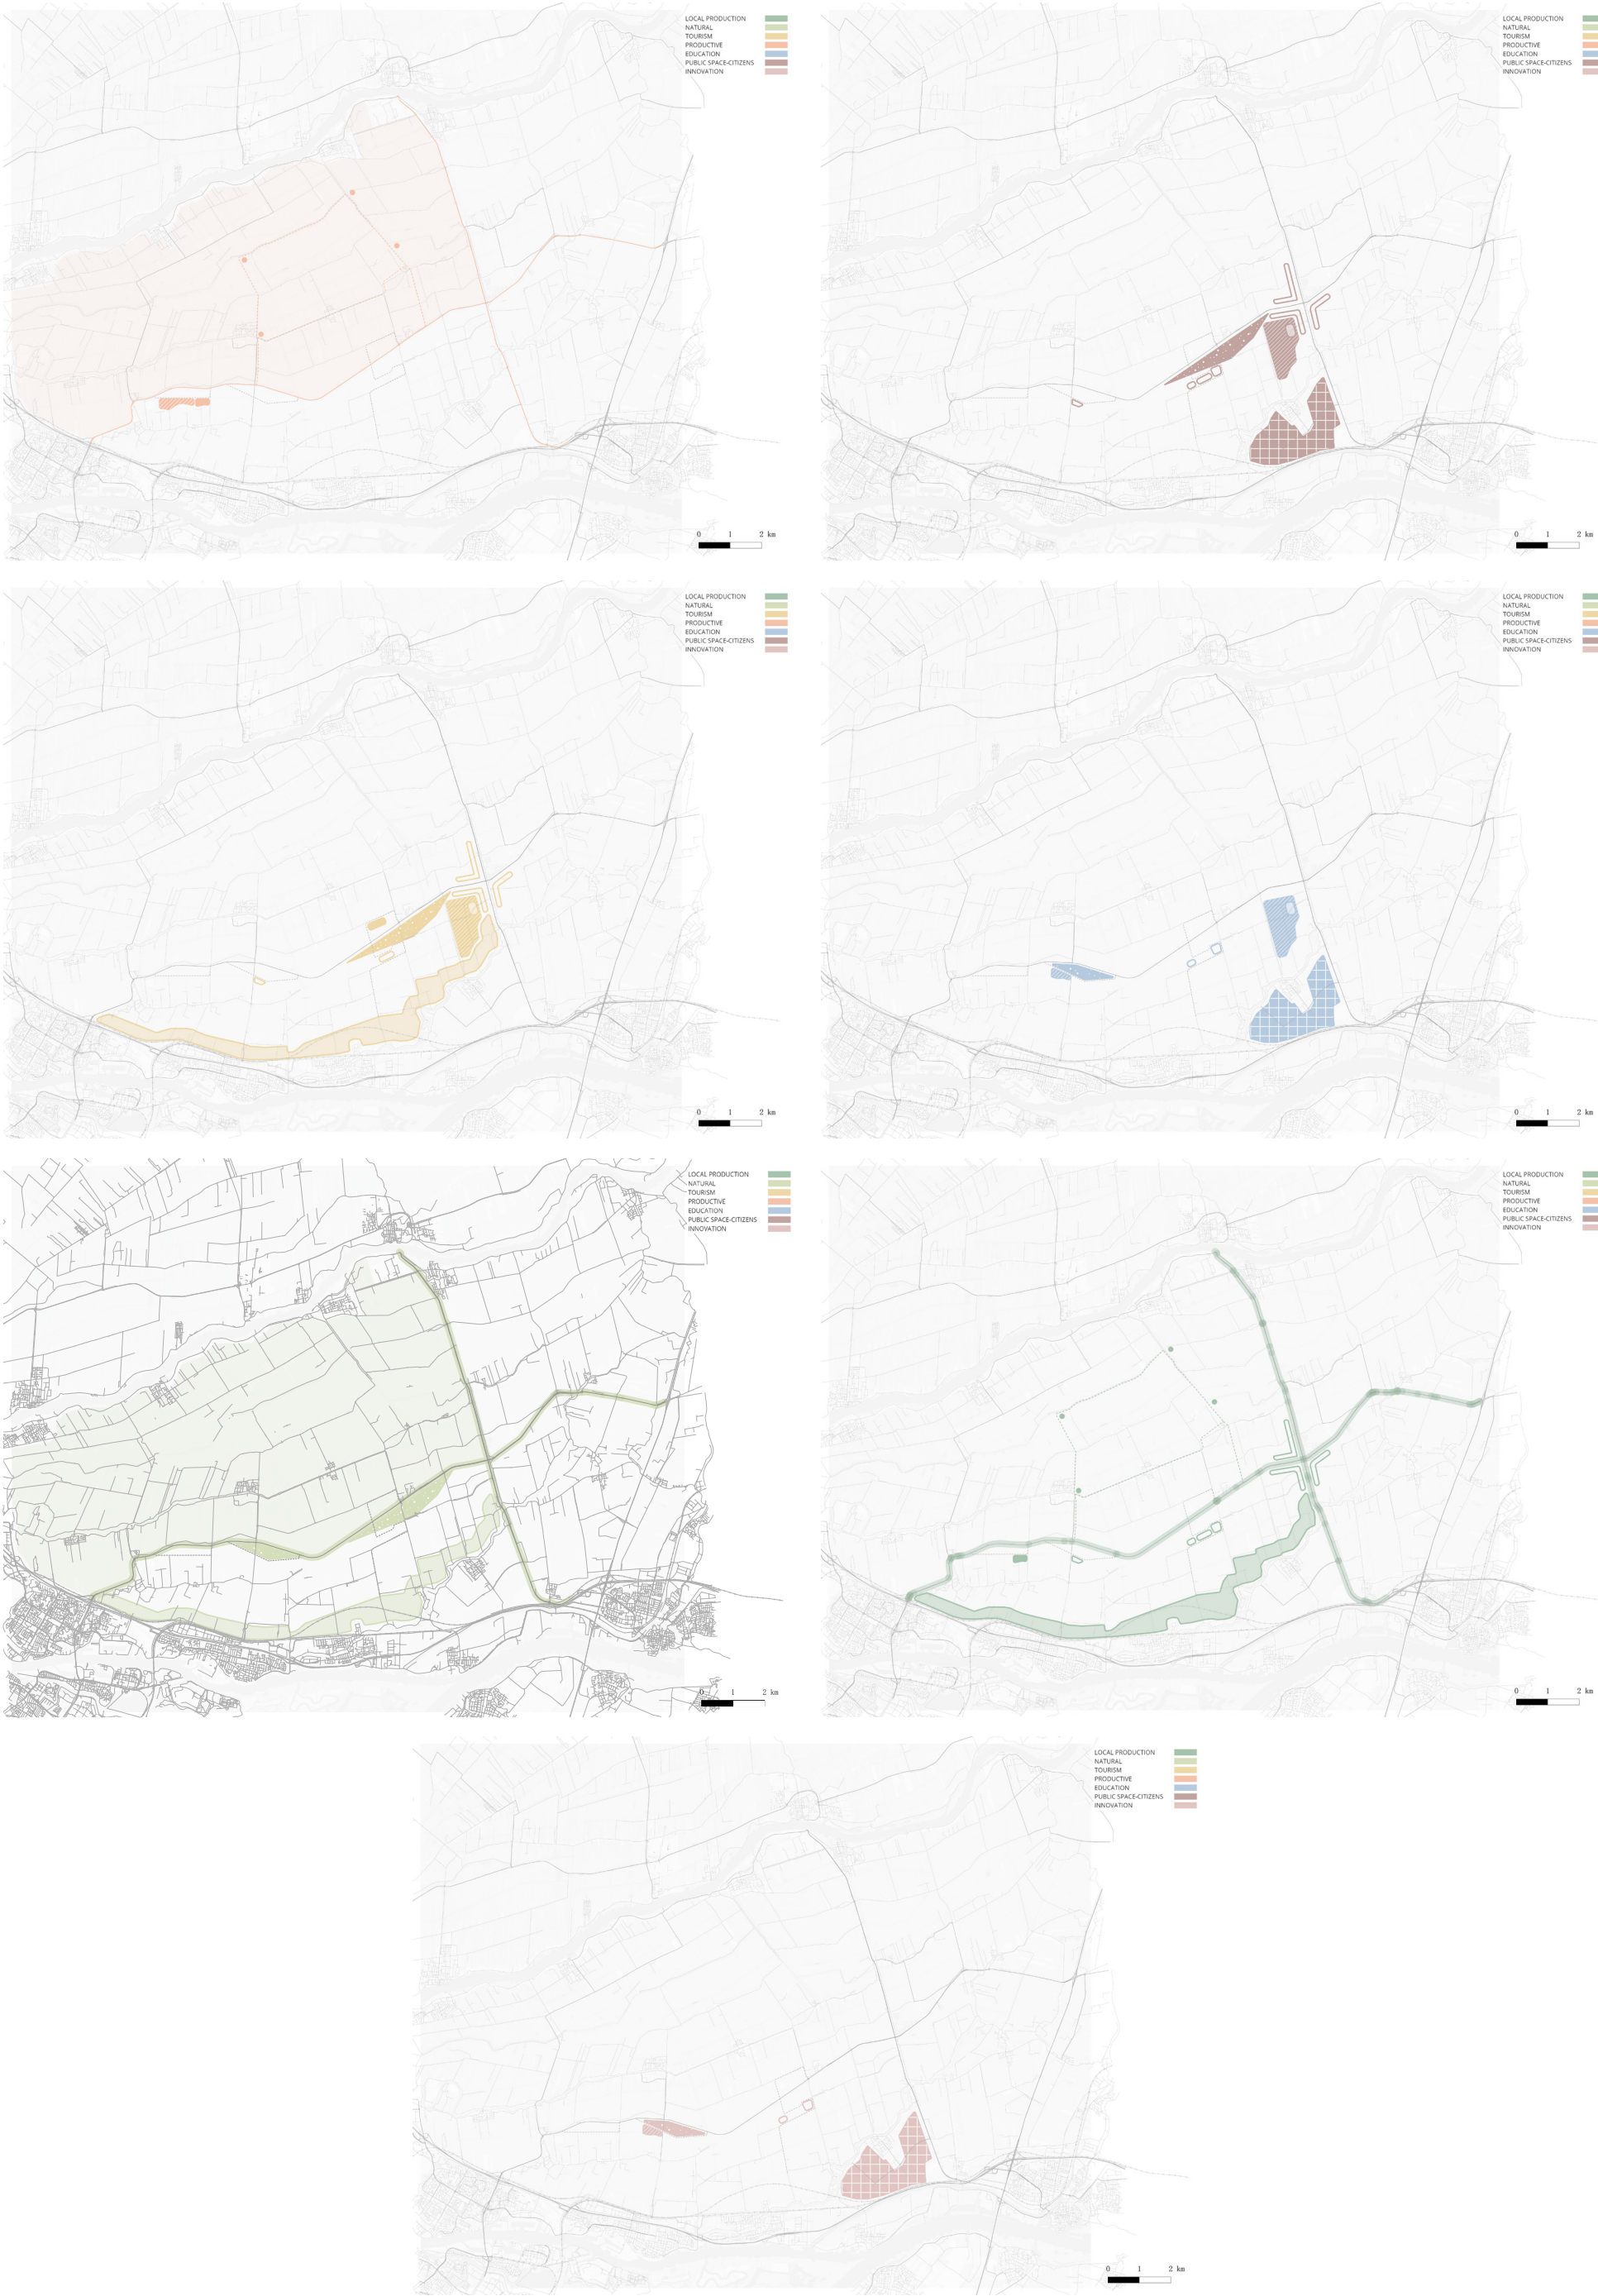 LOCAL PRODUCTION
NATURAL
TOURISM
PRODUCTIVE
EDUCATION
PUBLIC SPACE-CITIZENS
INNOVATION
0 1 2 km
LOCAL PRODUCTION
NATURAL
TOURISM
PRODUCTIVE
EDUCATION
PUBLIC SPACE-CITIZENS
INNOVATION
0 1 2 km
LOCAL PRODUCTION
NATURAL
TOURISM
PRODUCTIVE
EDUCATION
PUBLIC SPACE-CITIZENS
INNOVATION
0 1 2 km
LOCAL PRODUCTION
NATURAL
TOURISM
PRODUCTIVE
EDUCATION
PUBLIC SPACE-CITIZENS
INNOVATION
0 1 2 km
LOCAL PRODUCTION
NATURAL
TOURISM
PRODUCTIVE
EDUCATION
PUBLIC SPACE-CITIZENS
INNOVATION
0 1 2 km
LOCAL PRODUCTION
NATURAL
TOURISM
PRODUCTIVE
EDUCATION
PUBLIC SPACE-CITIZENS
INNOVATION
0 1 2 km
LOCAL PRODUCTION
NATURAL
TOURISM
PRODUCTIVE
EDUCATION
PUBLIC SPACE-CITIZENS
INNOVATION
0 1 2 km